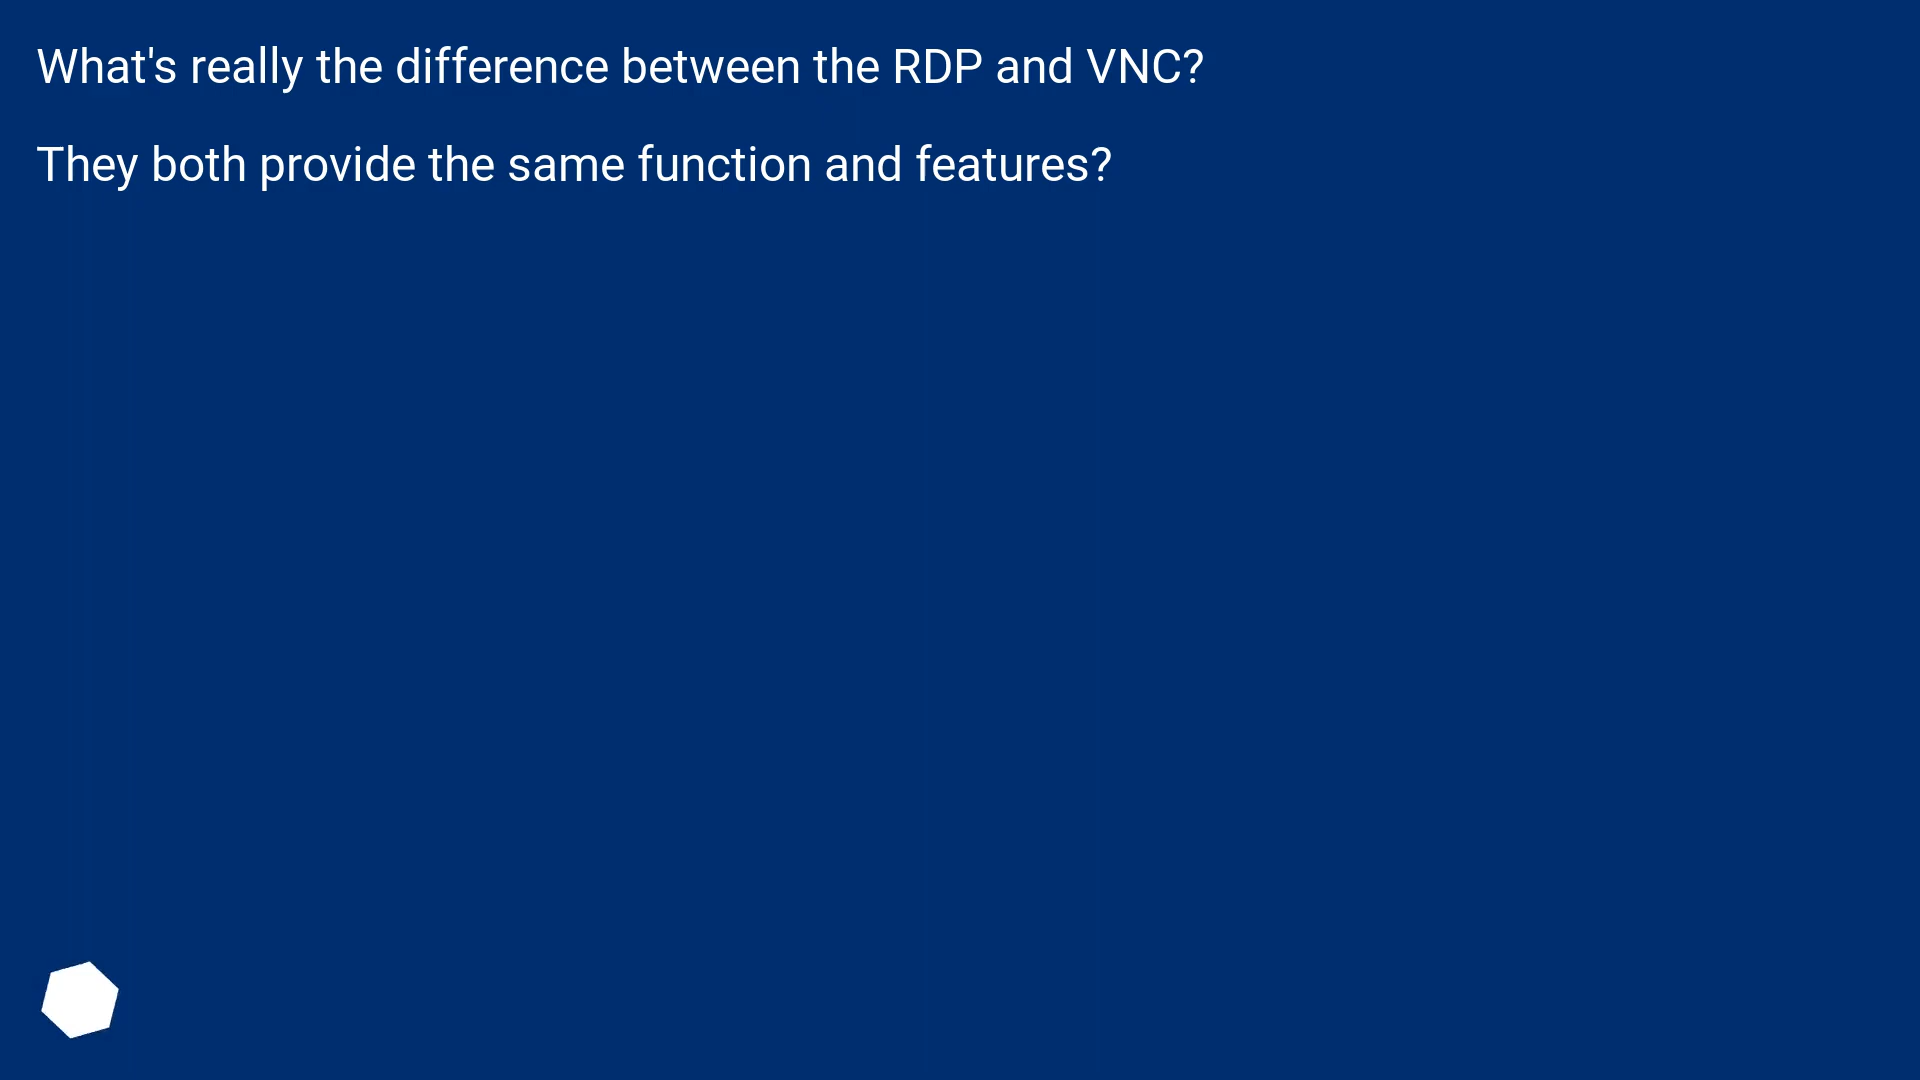 What's really the difference between the RDP and VNC?
They both provide the same function and features?